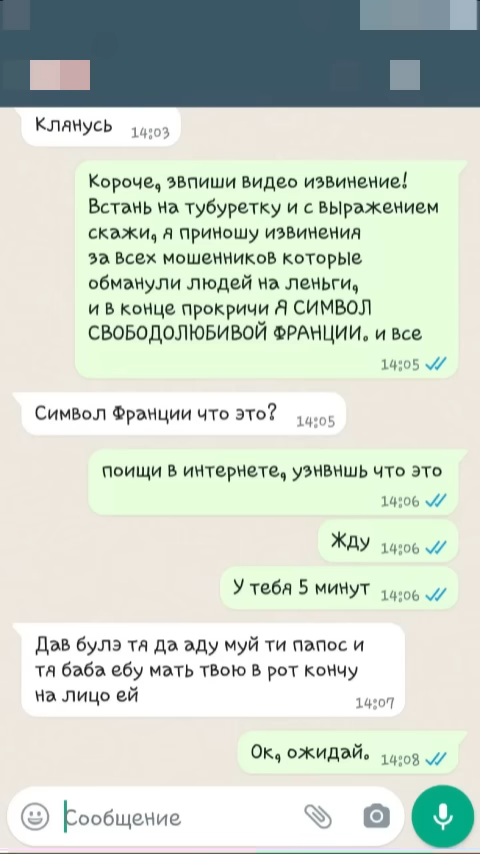 Клянусь 14:03
Короче, звпиши видео извинение!
Встань на тубуретку и с выражением
скажи, я приношу извинения
за всех мошенников которые
обманули людей на леньги,
и в конце прокричи Я СИМВОЛ
СВОБОДОЛЮБИВОЙ ФРАНЦИИ. и все
14:05
Символ Франции что это? 14:05
поищи в интернете, узнвншь что это
14:06
Жду 14:06
У тебя 5 минут 14:06
Дав булэ тя да аду муй ти папос и
тя баба ебу мать твою в рот кончу
на лицо ей
14:07
Ок, ожидай. 14:08
Сообщение